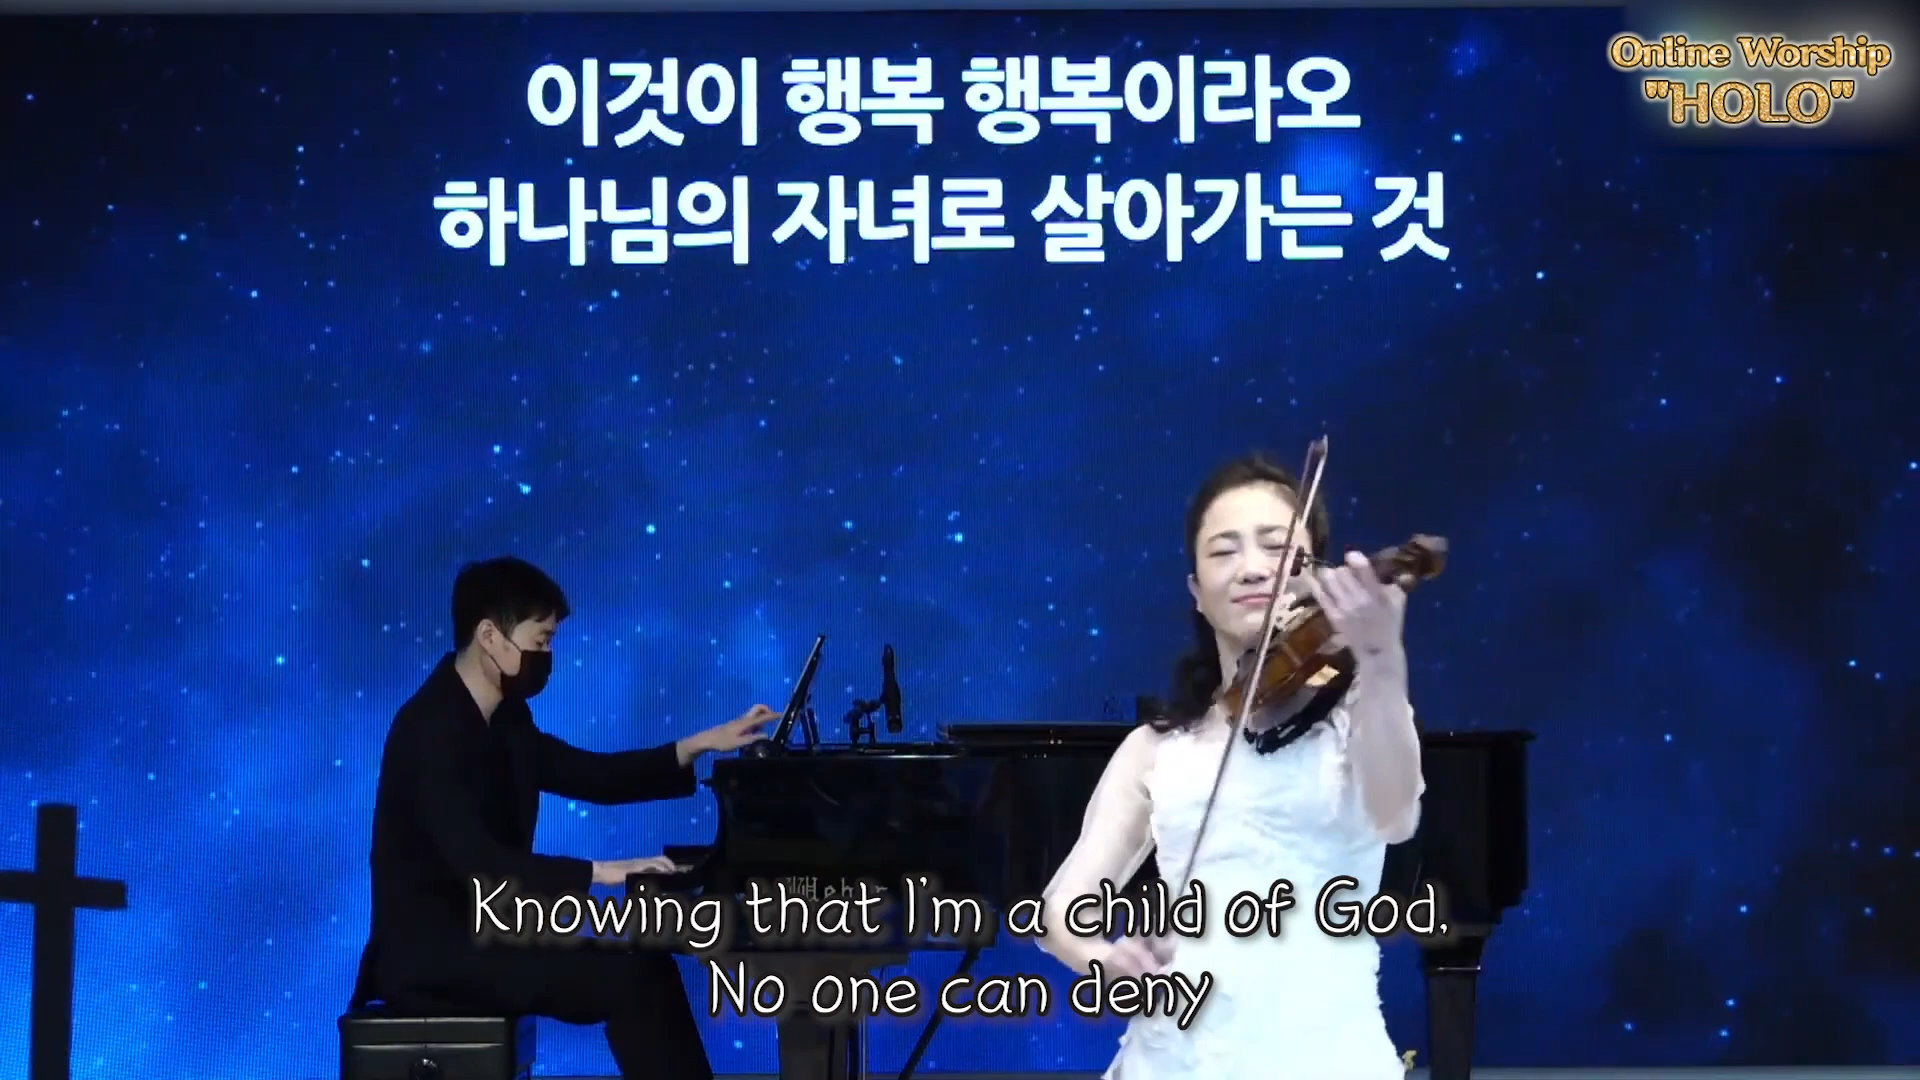 이것이 행복 행복이라오
하나님의 자녀로 살아가는 것
Online Worship
"HOLO"
Knowing that I'm a child of God,
No one can deny